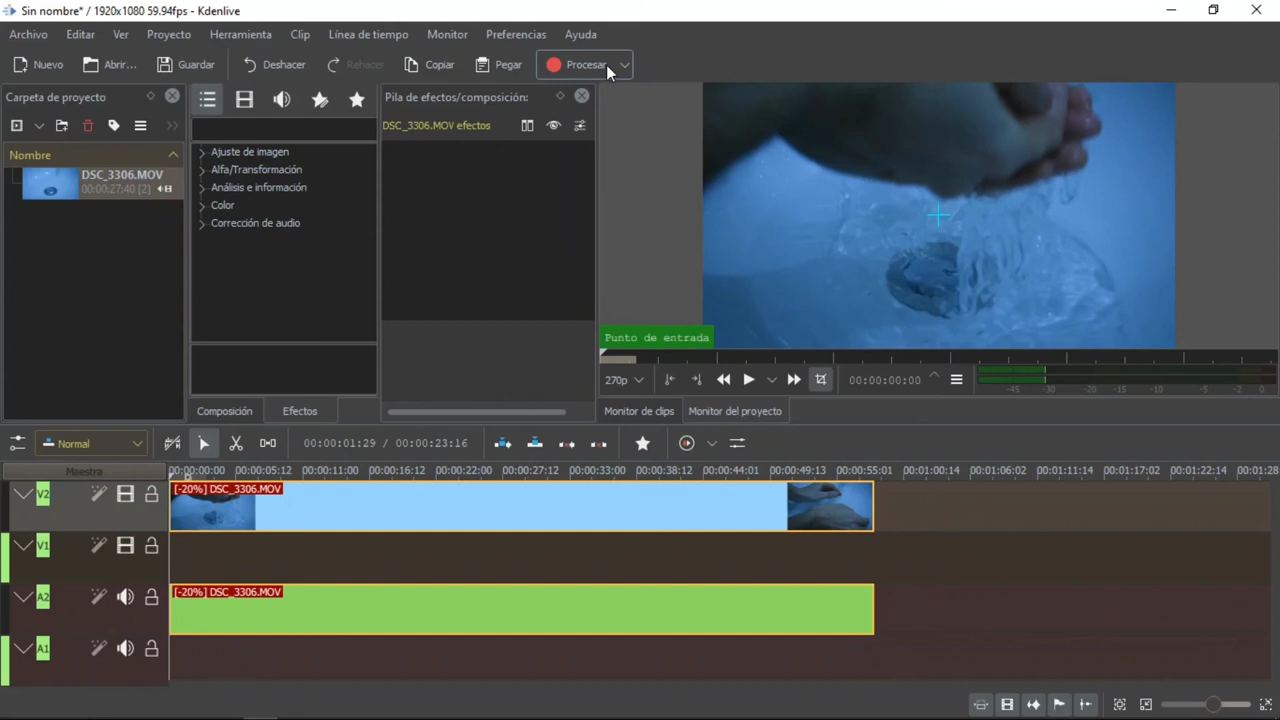 Sin nombre* / 1920x1080 59.94fps - Kdenlive
Archivo Editar Ver Proyecto Herramienta Clip Línea de tiempo Monitor Preferencias Ayuda
Nuevo Abrir... Guardar Deshacer Rehacer Copiar Pegar Procesar
Carpeta de proyecto
Nombre
DSC_3306.MOV
00:00:27:40 [2]
Ajuste de imagen
Alfa/Transformación
Análisis e información
Color
Corrección de audio
Composición Efectos
Pila de efectos/composición:
DSC_3306.MOV efectos
Punto de entrada
270p 00:00:00:00 -45 -30 -20 -15 -10 -5 -2 0
Monitor de clips Monitor del proyecto
Normal 00:00:01:29 / 00:00:23:16
Maestra 00:00:00:00 00:00:05:12 00:00:11:00 00:00:16:12 00:00:22:00 00:00:27:12 00:00:33:00 00:00:38:12 00:00:44:01 00:00:49:13 00:00:55:01 00:01:00:14 00:01:06:02 00:01:11:14 00:01:17:02 00:01:22:14 00:01:28
V2 [-20%] DSC_3306.MOV
V1
A2 [-20%] DSC_3306.MOV
A1